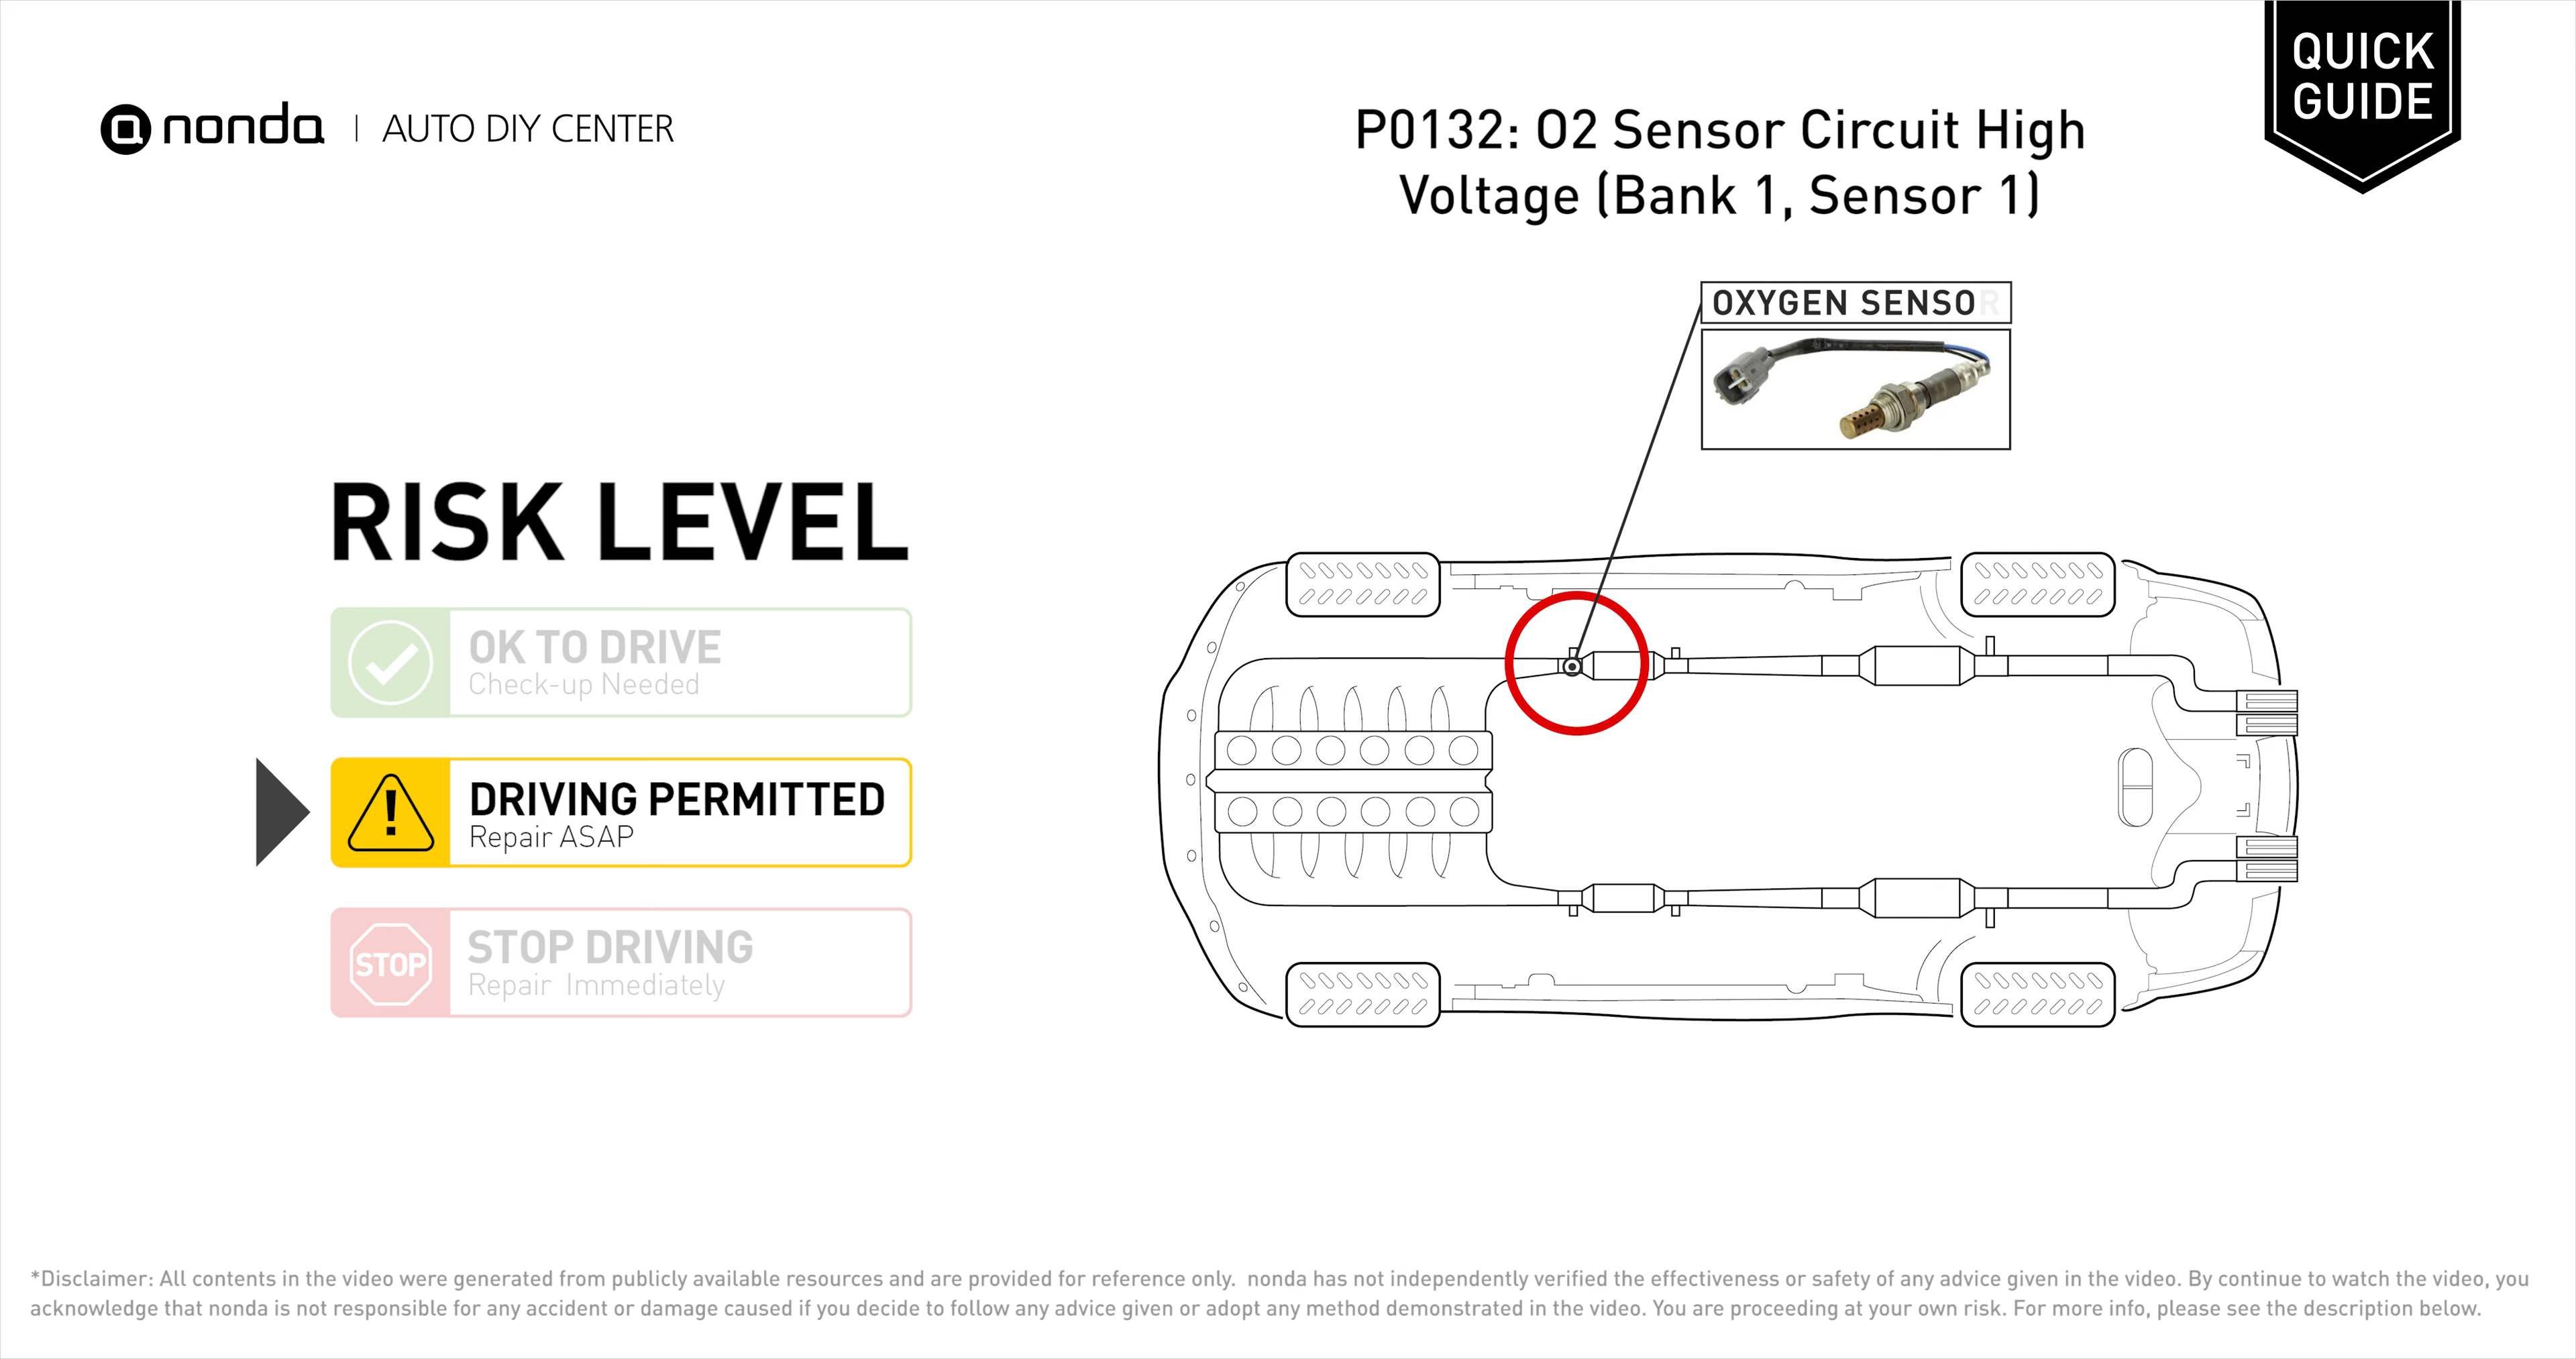 nonda | AUTO DIY CENTER
QUICK
GUIDE
P0132: O2 Sensor Circuit High
Voltage (Bank 1, Sensor 1)
OXYGEN SENSOR
RISK LEVEL
OK TO DRIVE
Check-up Needed
DRIVING PERMITTED
Repair ASAP
STOP
STOP DRIVING
Repair Immediately
*Disclaimer: All contents in the video were generated from publicly available resources and are provided for reference only. nonda has not independently verified the effectiveness or safety of any advice given in the video. By continue to watch the video, you
acknowledge that nonda is not responsible for any accident or damage caused if you decide to follow any advice given or adopt any method demonstrated in the video. You are proceeding at your own risk. For more info, please see the description below.